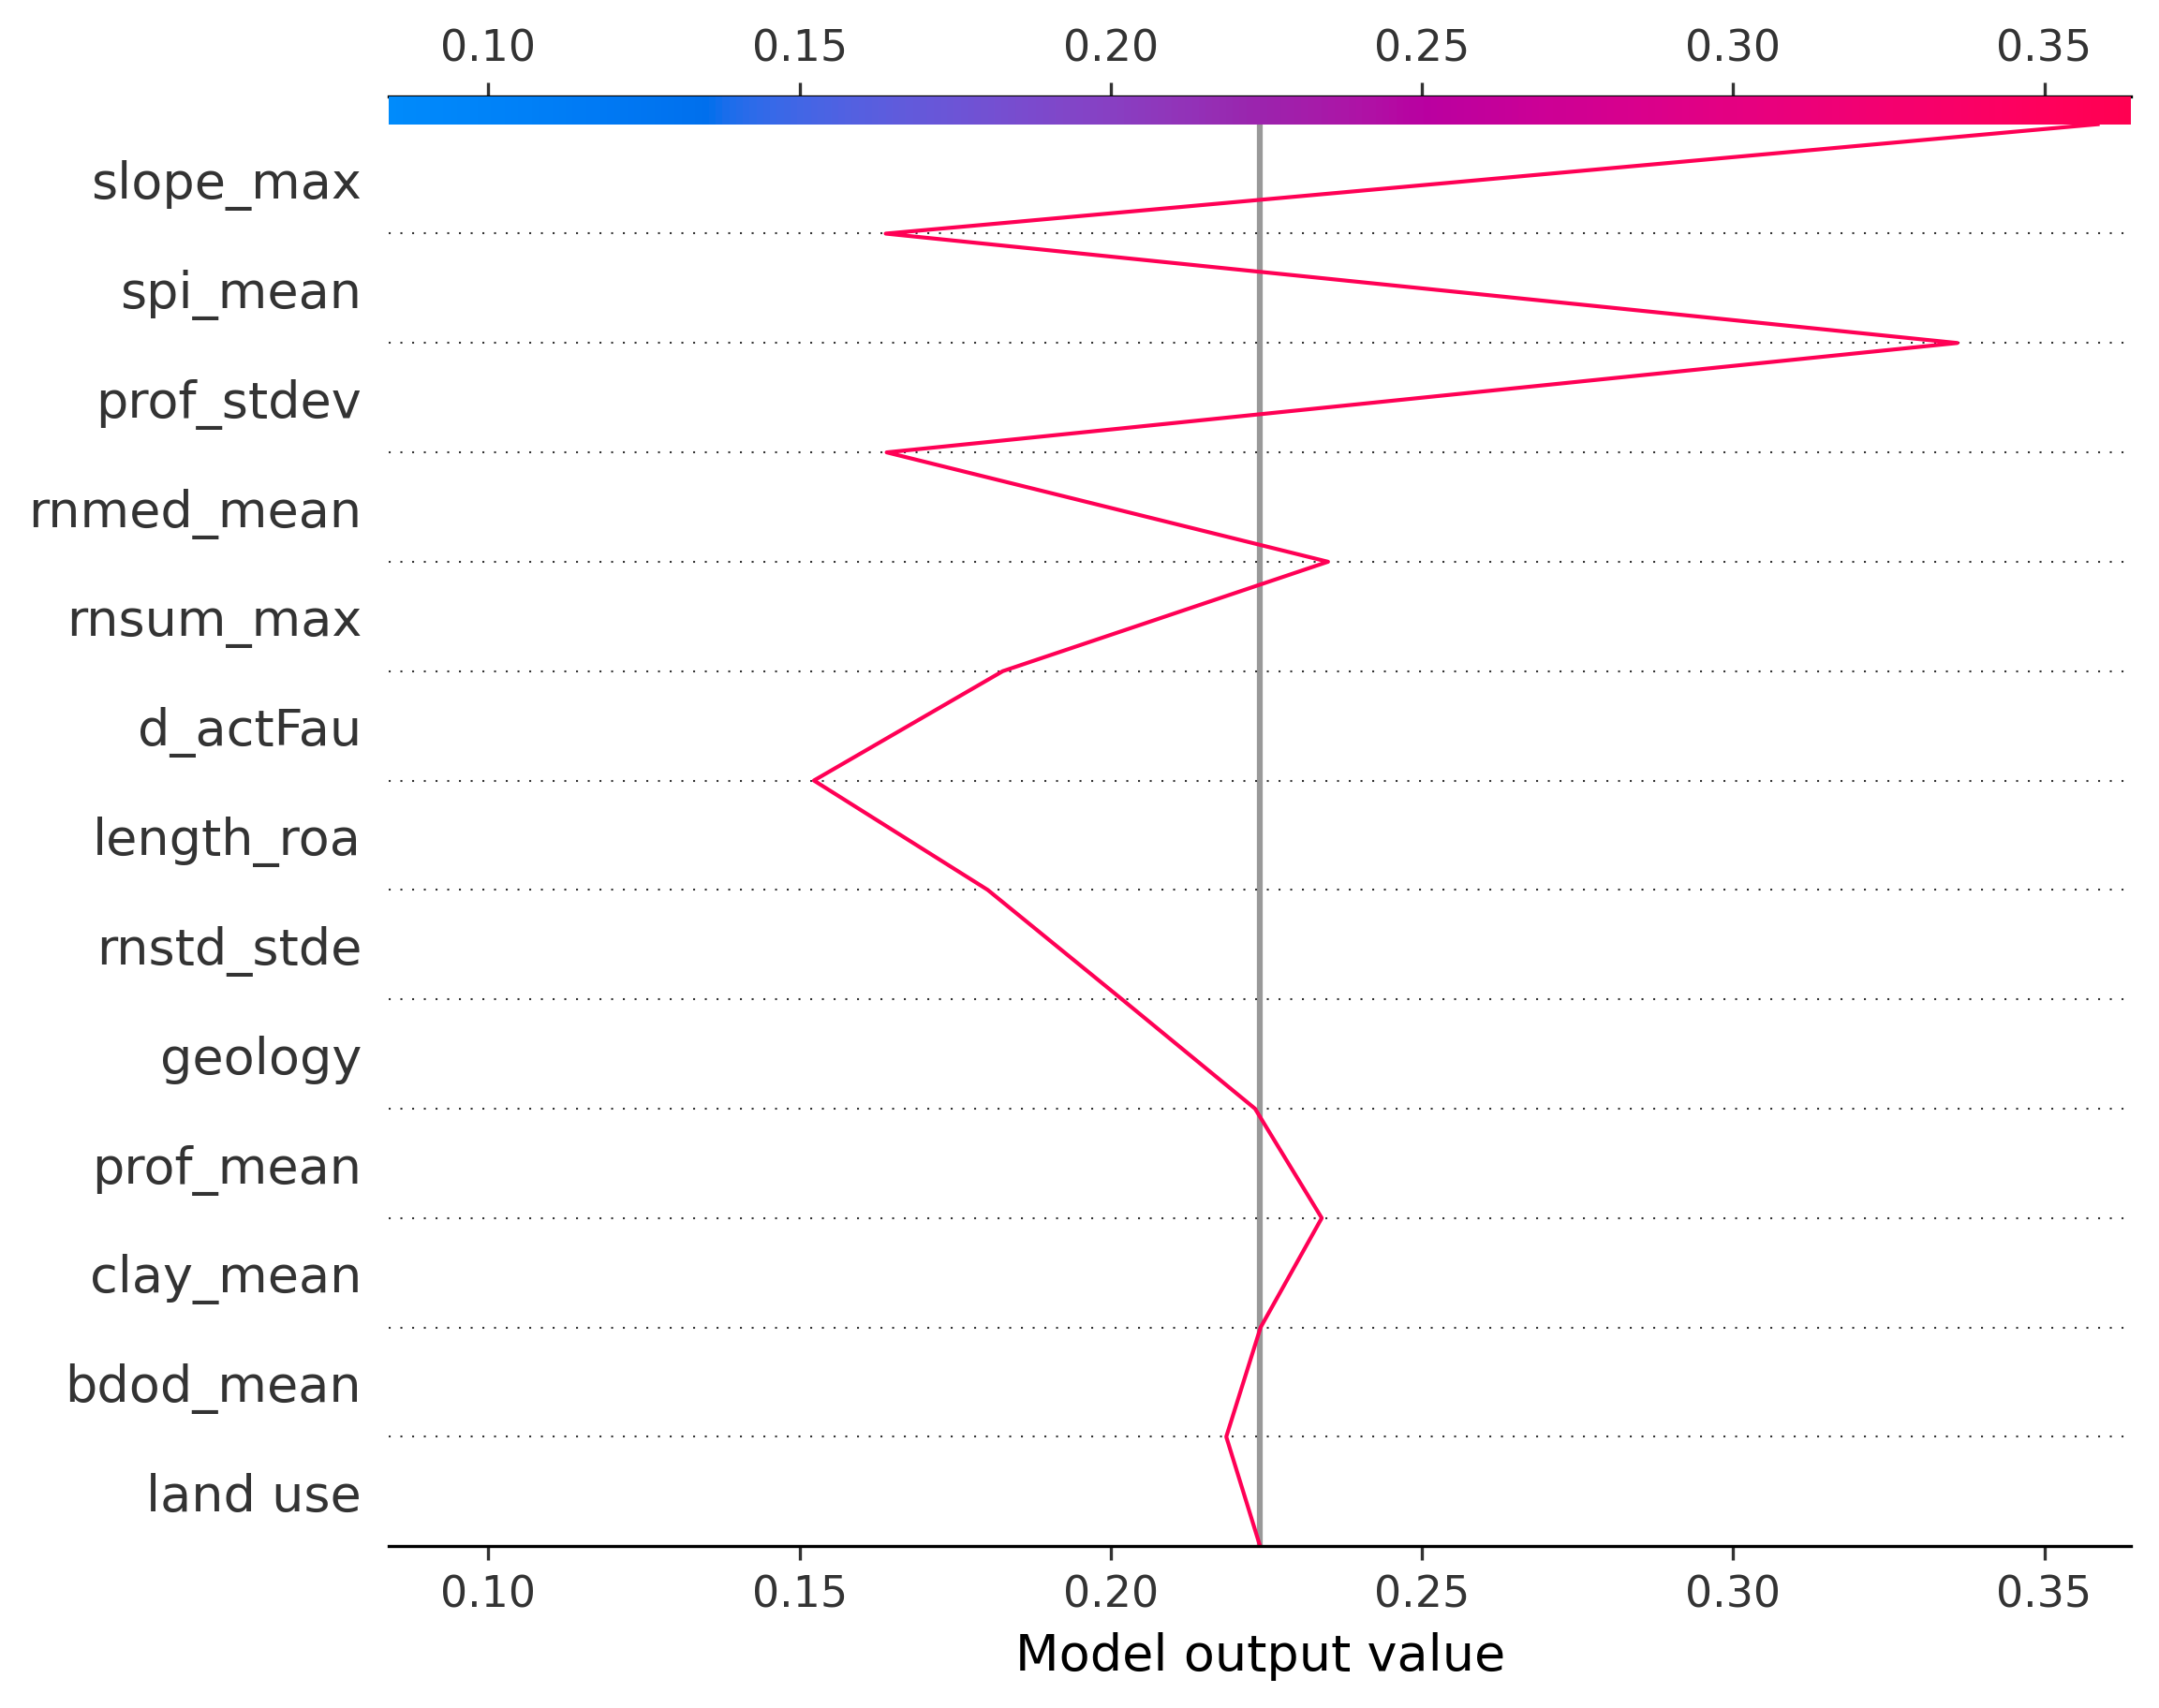 0.10 0.15 0.20 0.25 0.30 0.35
slope_max
spi_mean
prof_stdev
rnmed_mean
rnsum_max
d_actFau
length_roa
rnstd_stde
geology
prof_mean
clay_mean
bdod_mean
land use
0.10 0.15 0.20 0.25 0.30 0.35
Model output value